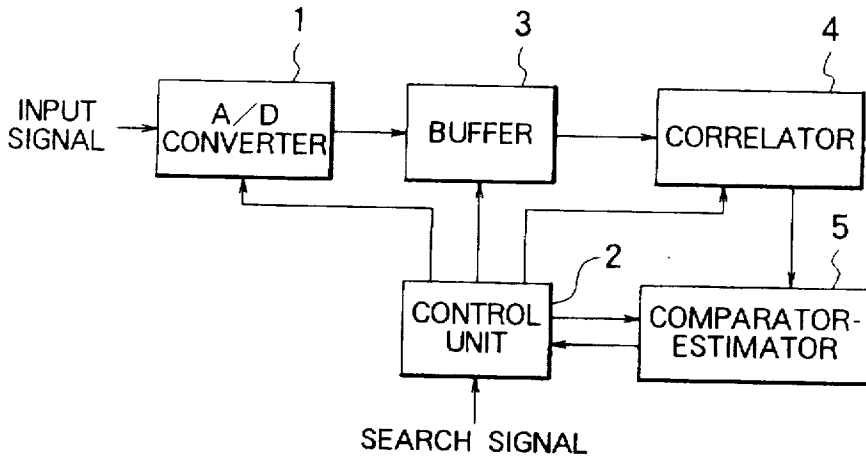 1
3
4
INPUT
SIGNAL
A/D
CONVERTER
BUFFER
CORRELATOR
2
5
CONTROL
UNIT
COMPARATOR-
ESTIMATOR
SEARCH SIGNAL